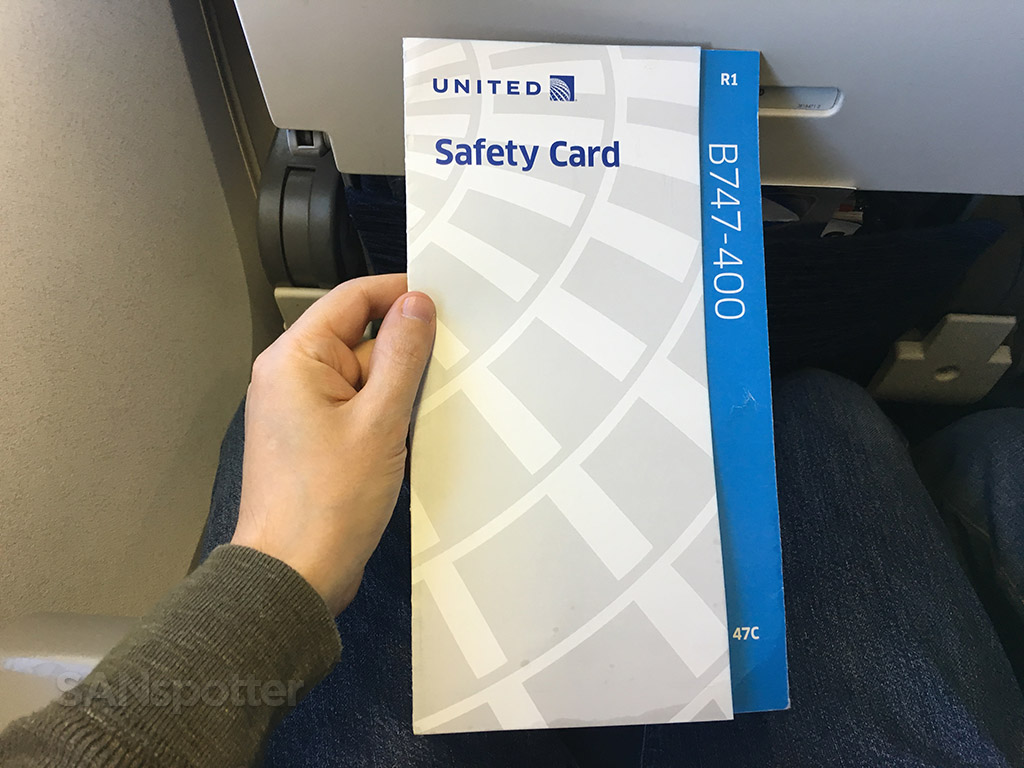 UNITED
Safety Card
R1
B747-400
47C
SANspotter